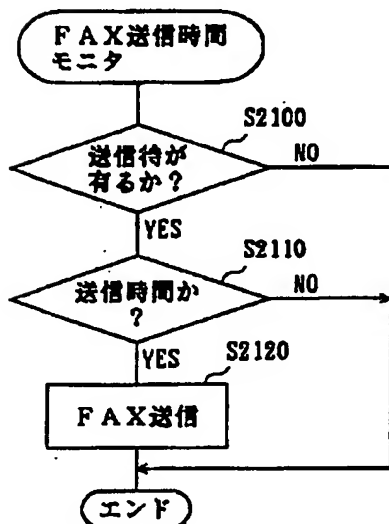 FAX送信時間
モニタ
S2100
送信待が
有るか？
NO
YES
S2110
送信時間か
？
NO
YES
S2120
FAX送信
エンド